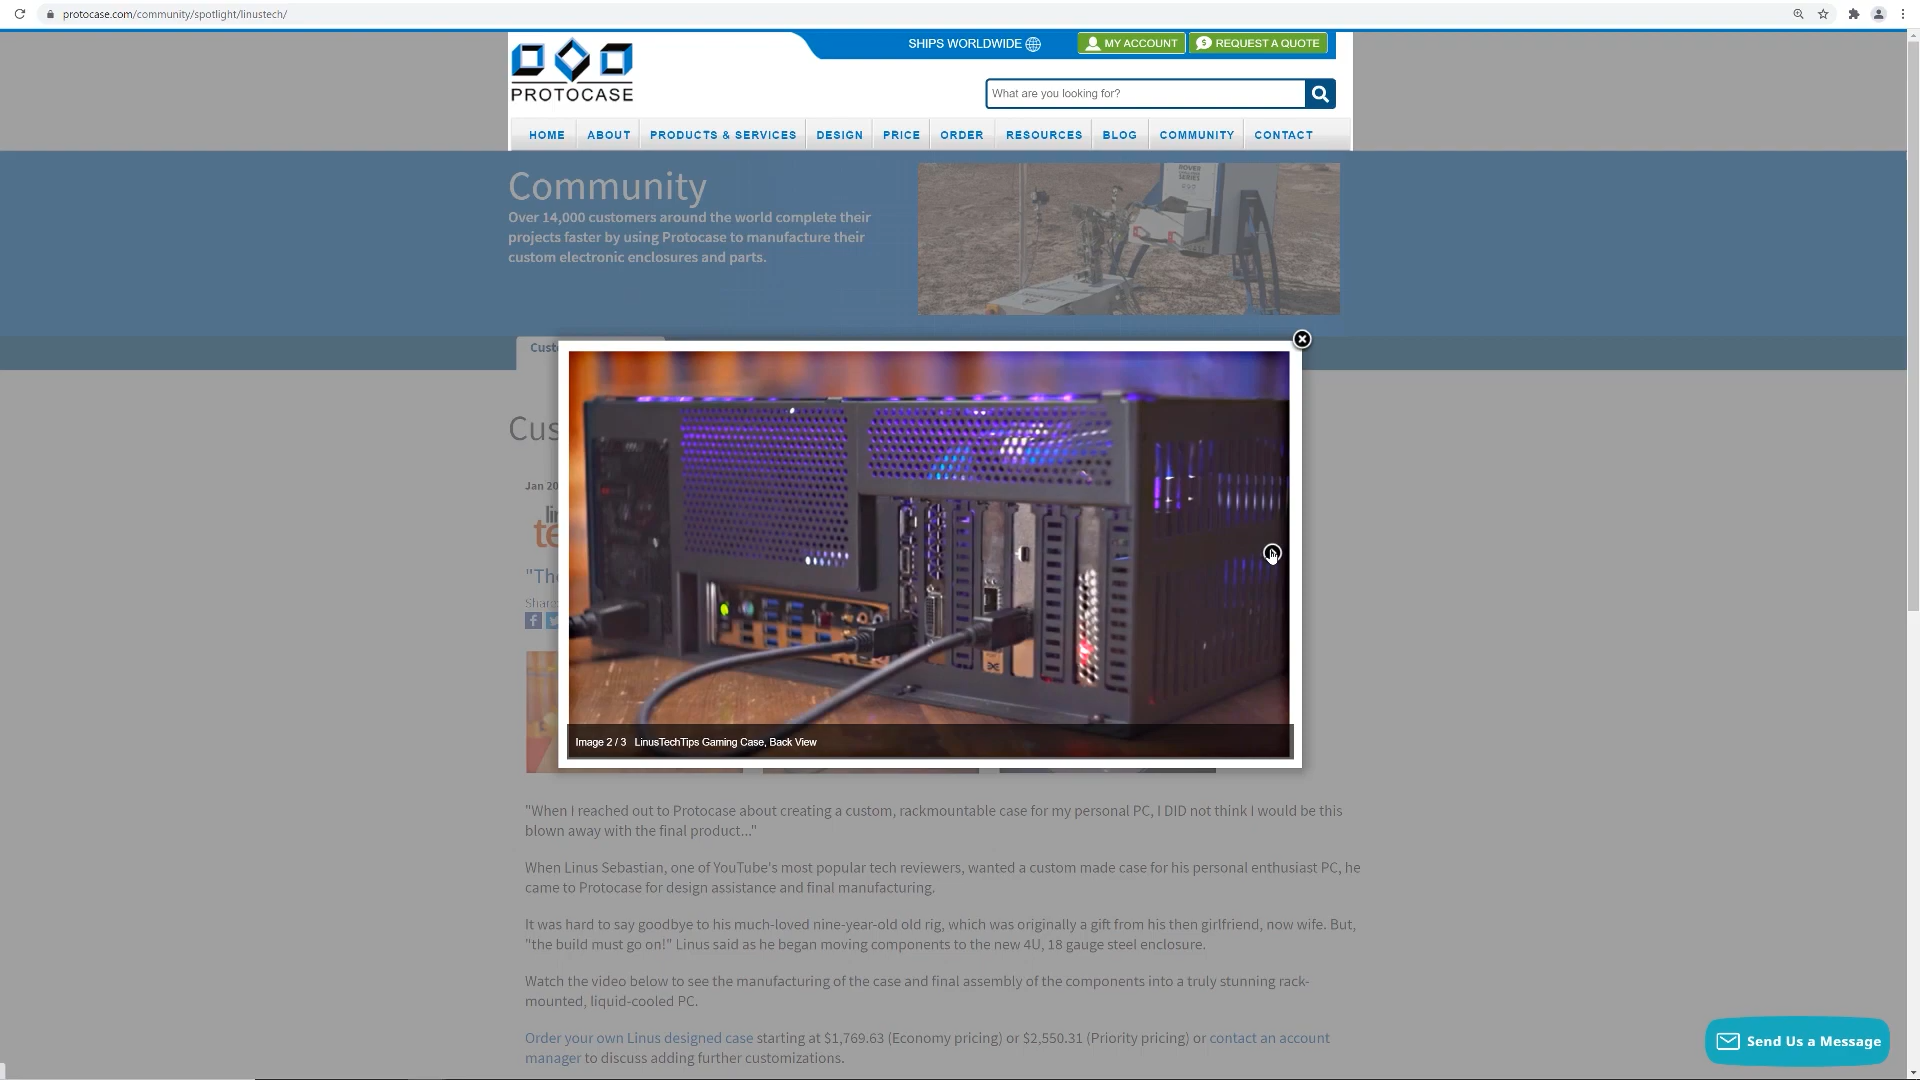 protocase.com/community/spotlight/linustech/
SHIPS WORLDWIDE
MY ACCOUNT
REQUEST A QUOTE
PROTOCASE
What are you looking for?
HOME
ABOUT
PRODUCTS & SERVICES
DESIGN
PRICE
ORDER
RESOURCES
BLOG
COMMUNITY
CONTACT
Community
Over 14,000 customers around the world complete their
projects faster by using Protocase to manufacture their
custom electronic enclosures and parts.
Image 2 / 3 LinusTechTips Gaming Case, Back View
"When I reached out to Protocase about creating a custom, rackmountable case for my personal PC, I DID not think I would be this
blown away with the final product..."
When Linus Sebastian, one of YouTube's most popular tech reviewers, wanted a custom made case for his personal enthusiast PC, he
came to Protocase for design assistance and final manufacturing.
It was hard to say goodbye to his much-loved nine-year-old old rig, which was originally a gift from his then girlfriend, now wife. But,
"the build must go on!" Linus said as he began moving components to the new 4U, 18 gauge steel enclosure.
Watch the video below to see the manufacturing of the case and final assembly of the components into a truly stunning rack-
mounted, liquid-cooled PC.
Order your own Linus designed case starting at $1,769.63 (Economy pricing) or $2,550.31 (Priority pricing) or contact an account
manager to discuss adding further customizations.
Send Us a Message